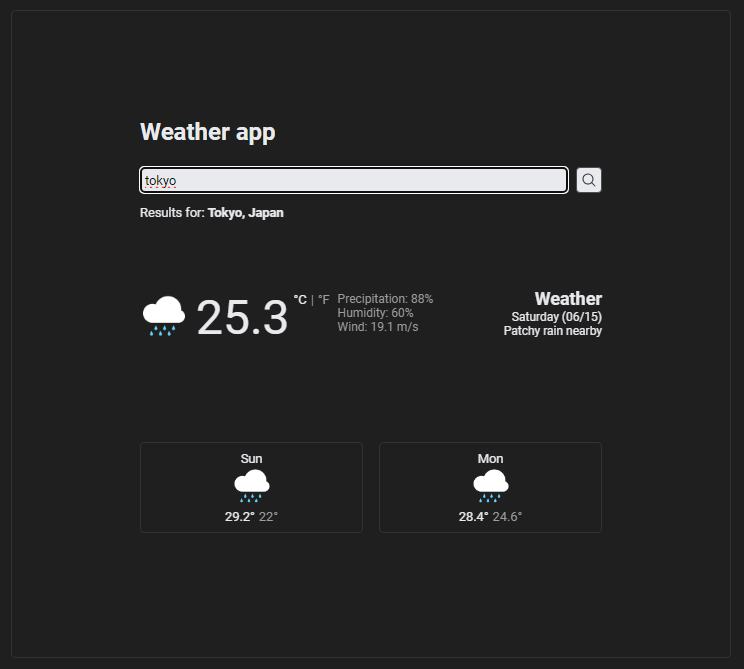 Weather app
tokyo
Results for: Tokyo, Japan
25.3 °C | °F
Precipitation: 88%
Humidity: 60%
Wind: 19.1 m/s
Weather
Saturday (06/15)
Patchy rain nearby
Sun
29.2° 22°
Mon
28.4° 24.6°